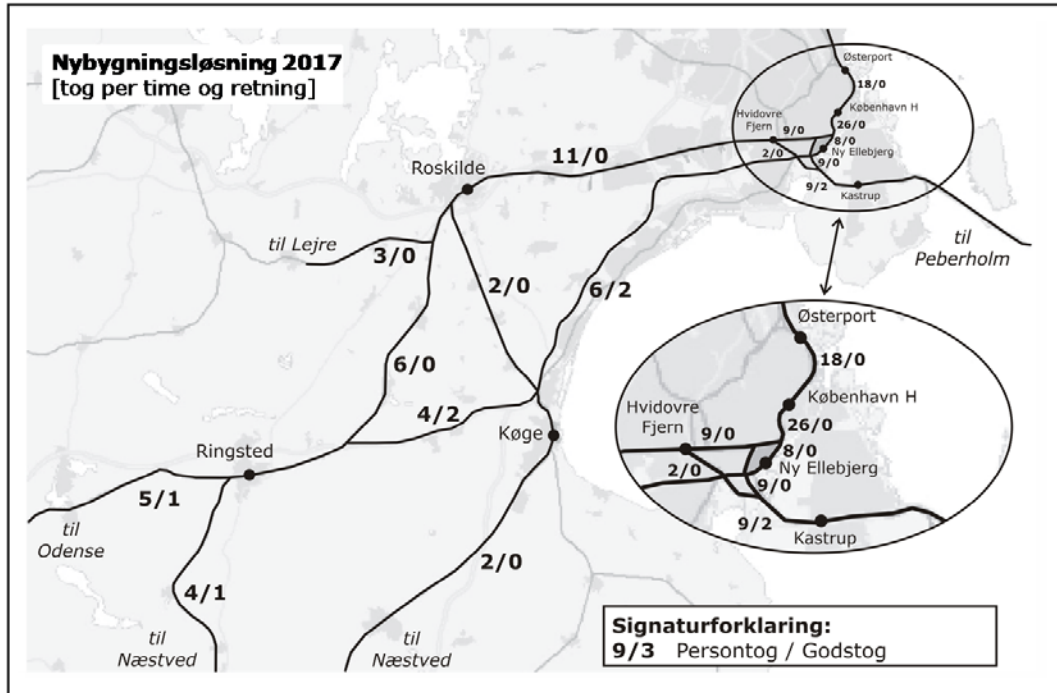 Nybygningsløsning 2017
[tog per time og retning]
Østerport
18/0
København H
Hvidovre
Fjern
9/0
26/0
8/0
Ny Ellebjerg
2/0
9/0
9/2
Kastrup
11/0
Roskilde
til Lejre
3/0
til
Peberholm
2/0
6/2
Østerport
18/0
6/0
København H
4/2
Hvidovre
Fjern
9/0
26/0
8/0
Køge
Ny Ellebjerg
Ringsted
2/0
9/0
9/2
Kastrup
5/1
til
Odense
2/0
4/1
til
Næstved
til
Næstved
Signaturforklaring:
9/3 Persontog / Godstog